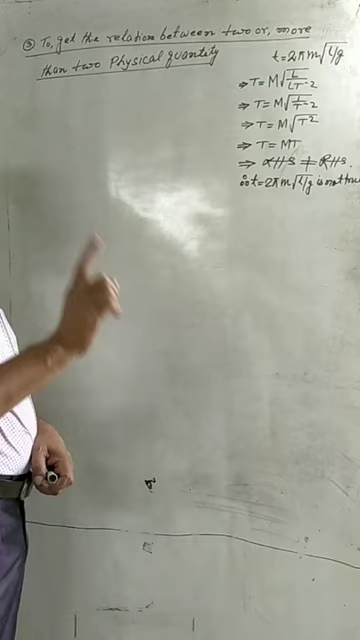 ③ To, get the relation between two or, more
than two Physical quantity
t = 2πm√l/g
⇒ T = M√L/LT-2
⇒ T = M√1/T-2
⇒ T = M√T2
⇒ T = MT
⇒ LHS ≠ RHS.
∴ t = 2πm√l/g is not true